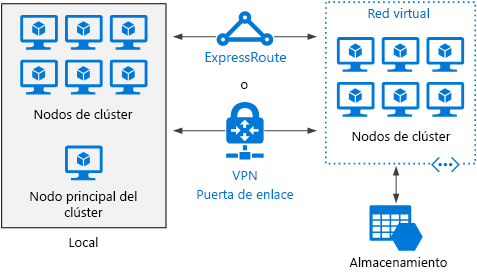 Nodos de clúster
Nodo principal del
clúster
Local
ExpressRoute
o
VPN
Puerta de enlace
Red virtual
Nodos de clúster
Almacenamiento